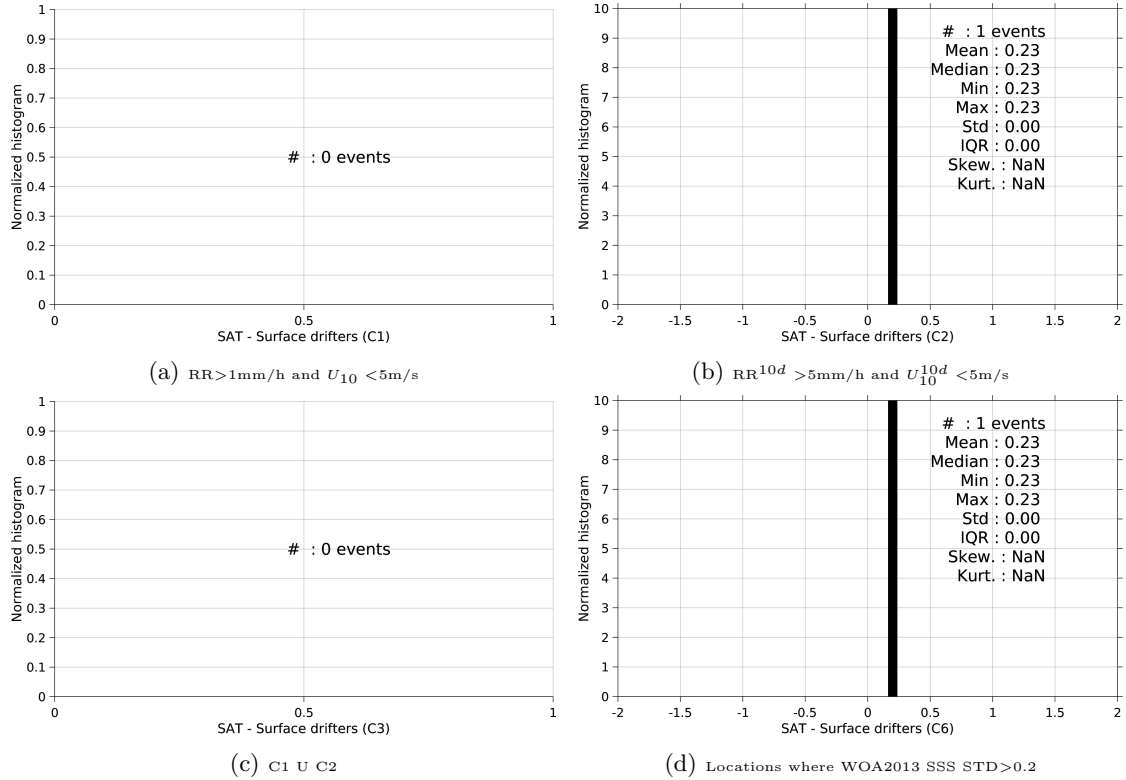 1
0.9
0.8
0.7
0.6
0.5
0.4
0.3
0.2
0.1
0
Normalized histogram
# : 0 events
0 0.5 1
SAT - Surface drifters (C1)
(a) RR>1mm/h and U₁₀ <5m/s
10
9
8
7
6
5
4
3
2
1
0
Normalized histogram
# : 1 events
Mean : 0.23
Median : 0.23
Min : 0.23
Max : 0.23
Std : 0.00
IQR : 0.00
Skew. : NaN
Kurt. : NaN
-2 -1.5 -1 -0.5 0 0.5 1 1.5 2
SAT - Surface drifters (C2)
(b) RR¹⁰ᵈ >5mm/h and U₁₀¹⁰ᵈ <5m/s
1
0.9
0.8
0.7
0.6
0.5
0.4
0.3
0.2
0.1
0
Normalized histogram
# : 0 events
0 0.5 1
SAT - Surface drifters (C3)
(c) C1 U C2
10
9
8
7
6
5
4
3
2
1
0
Normalized histogram
# : 1 events
Mean : 0.23
Median : 0.23
Min : 0.23
Max : 0.23
Std : 0.00
IQR : 0.00
Skew. : NaN
Kurt. : NaN
-2 -1.5 -1 -0.5 0 0.5 1 1.5 2
SAT - Surface drifters (C6)
(d) Locations where WOA2013 SSS STD>0.2